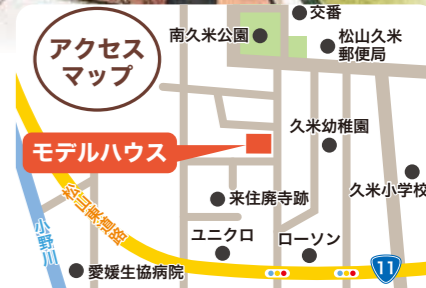 アクセス
マップ
交番
南久米公園
松山久米
郵便局
久米幼稚園
モデルハウス
久米小学校
来住廃寺跡
松山東道路
小野川
ユニクロ
ローソン
11
愛媛生協病院